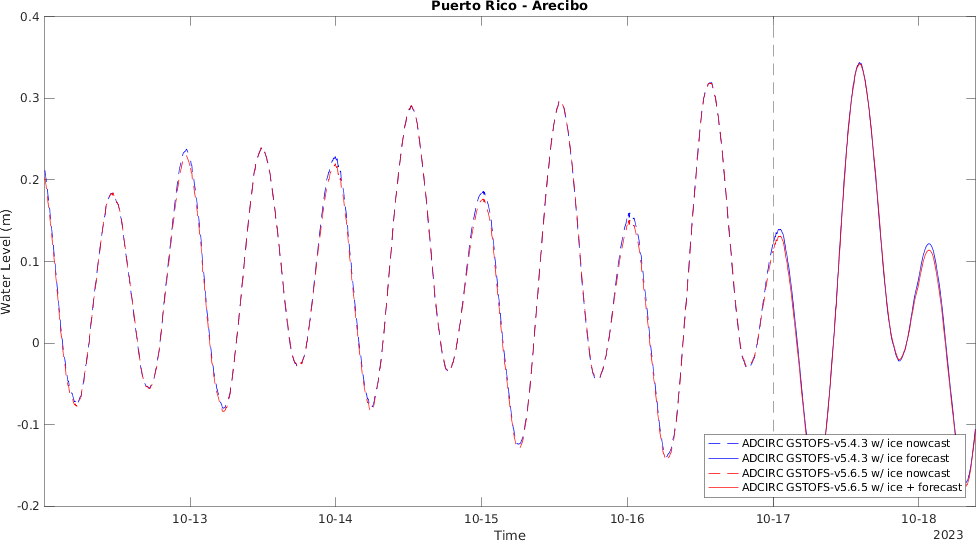 Puerto Rico - Arecibo
0.4
0.3
0.2
0.1
0
-0.1
-0.2
Water Level (m)
10-13
10-14
10-15
10-16
10-17
10-18
Time
2023
ADCIRC GSTOFS-v5.4.3 w/ ice nowcast
ADCIRC GSTOFS-v5.4.3 w/ ice forecast
ADCIRC GSTOFS-v5.6.5 w/ ice nowcast
ADCIRC GSTOFS-v5.6.5 w/ ice + forecast